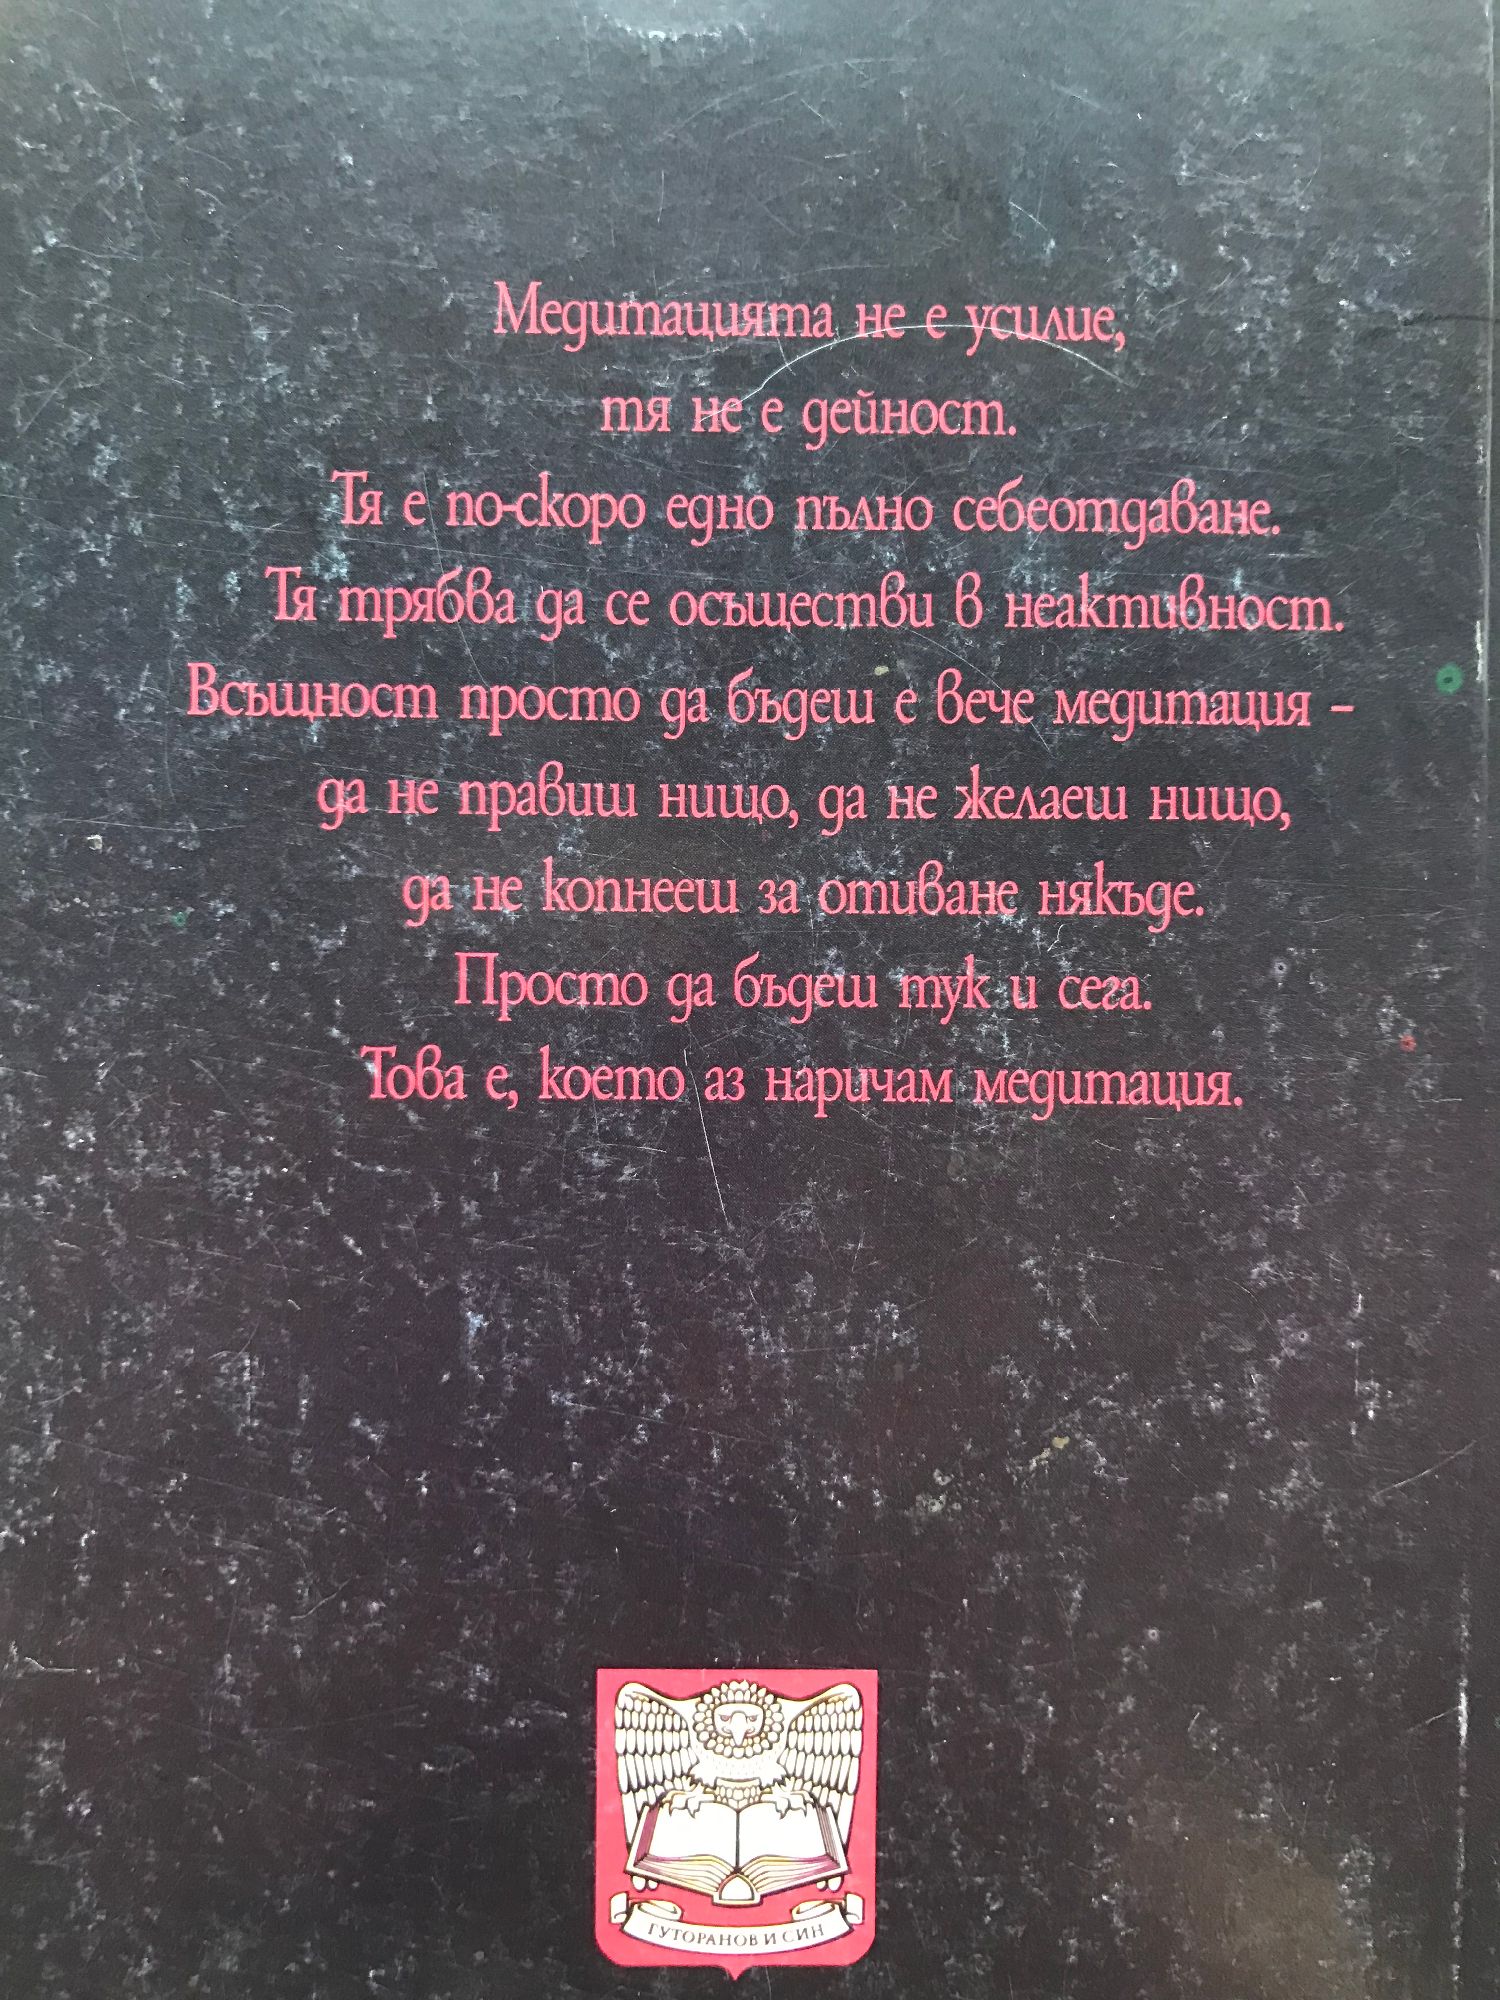 Медитацията не е усилие,
тя не е дейност.
Тя е по-скоро едно пълно себеотдаване.
Тя трябва да се осъществи в неактивност.
Всъщност просто да бъдеш е вече медитация –
да не правиш нищо, да не желаеш нищо,
да не копнееш за отиване някъде.
Просто да бъдеш тук и сега.
Това е, което аз наричам медитация.
ГУТОРАНОВ И СИН